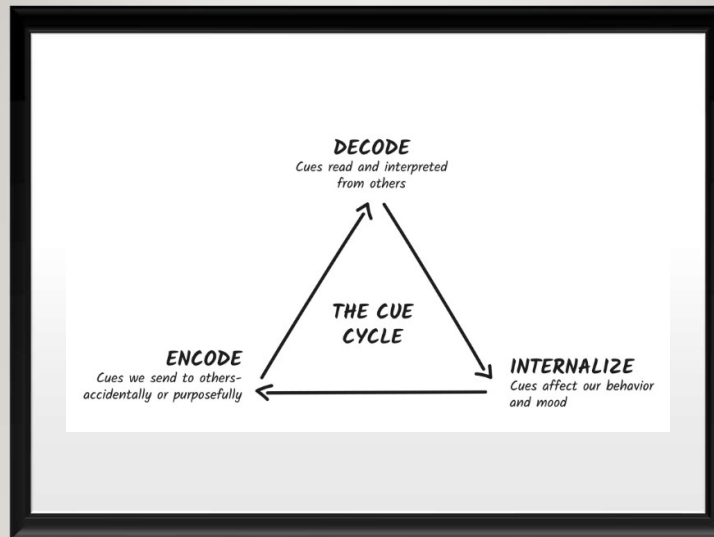 DECODE
Cues read and interpreted
from others
THE CUE
CYCLE
ENCODE
Cues we send to others-
accidentally or purposefully
INTERNALIZE
Cues affect our behavior
and mood